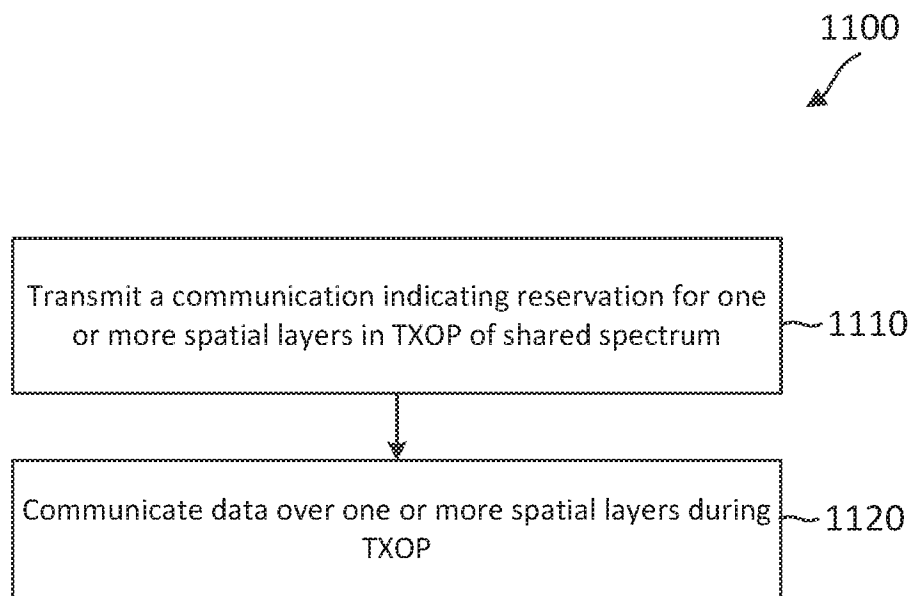 1100
Transmit a communication indicating reservation for one
or more spatial layers in TXOP of shared spectrum
1110
Communicate data over one or more spatial layers during
TXOP
1120